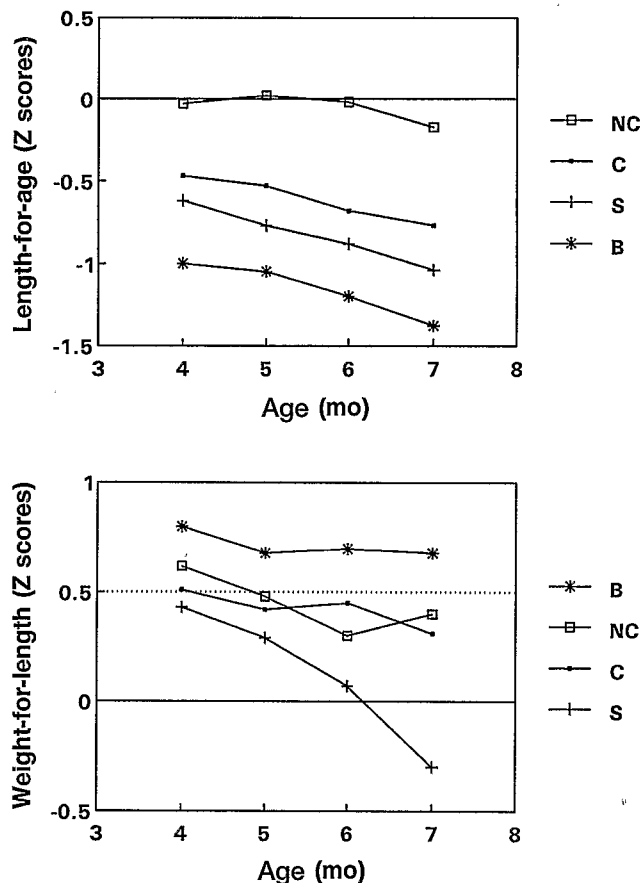 Length-for-age (Z scores)
0.5
0
-0.5
-1
-1.5
3 4 5 6 7 8
Age (mo)
NC
C
S
B
Weight-for-length (Z scores)
1
0.5
0
-0.5
3 4 5 6 7 8
Age (mo)
B
NC
C
S